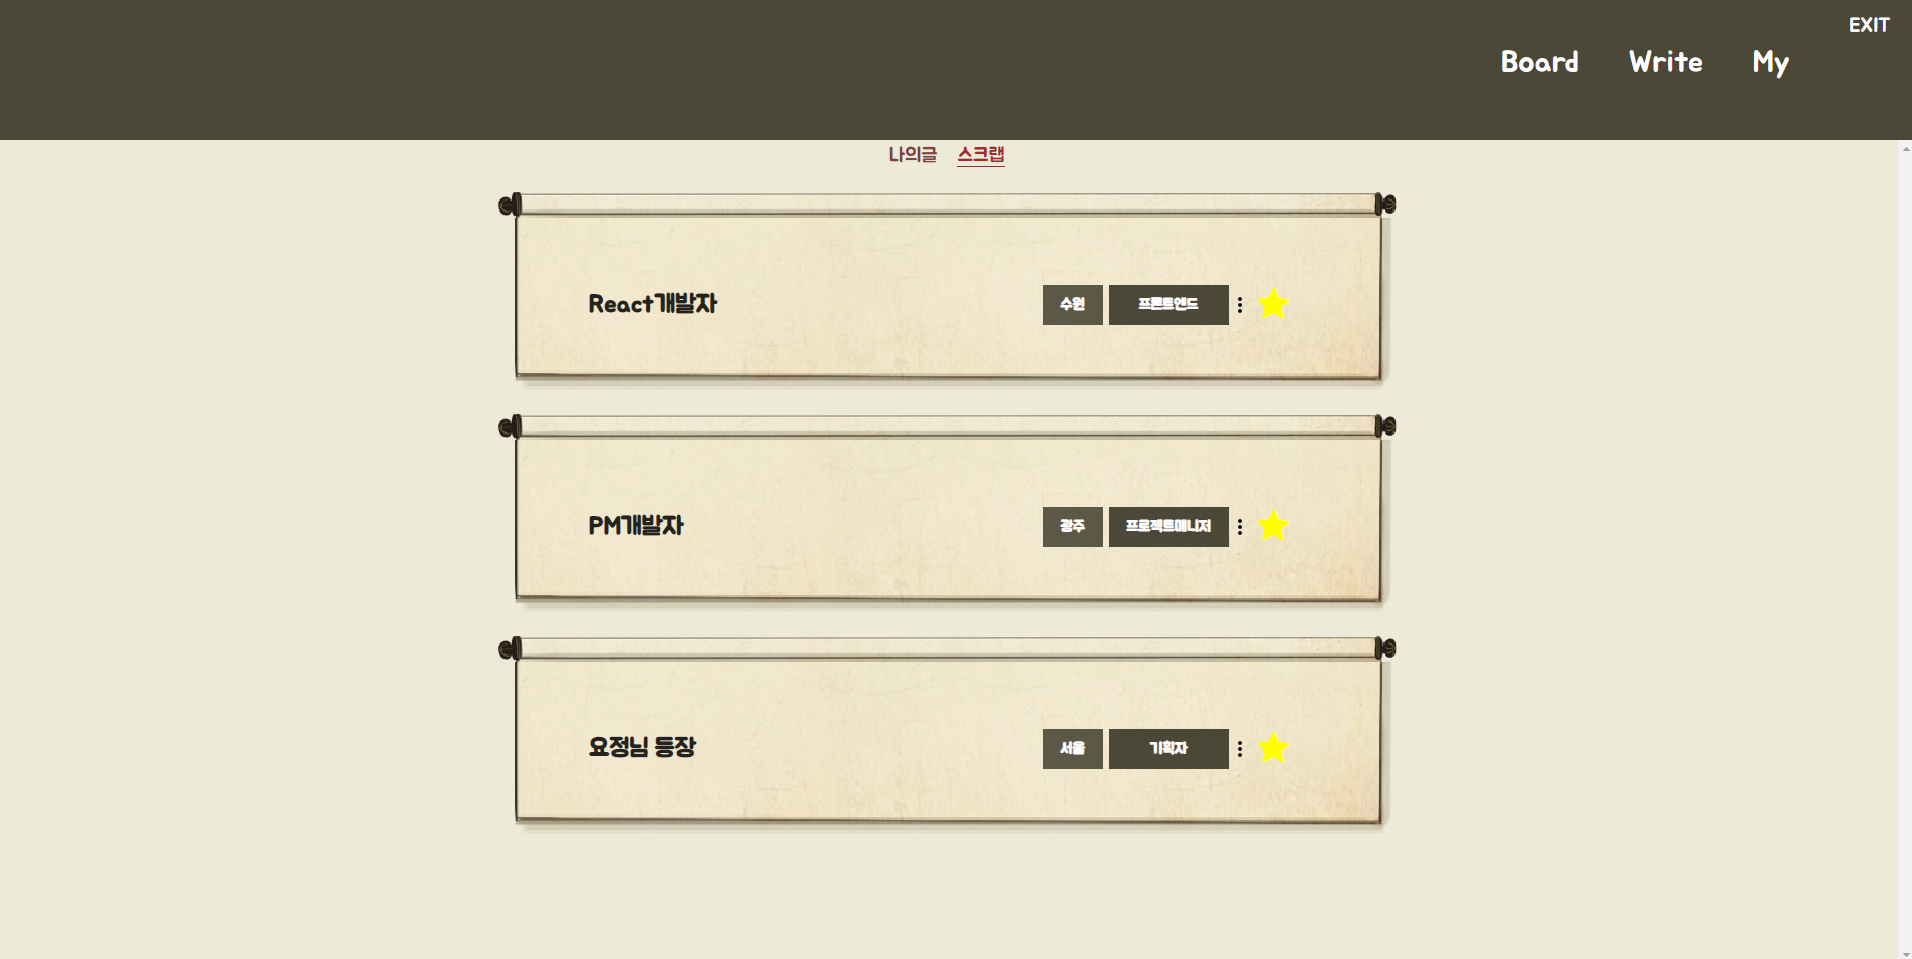 EXIT
Board Write My
나의글 스크랩
React개발자 수원 프론트엔드
PM개발자 광주 프로젝트매니저
요정님 등장 서울 기획자